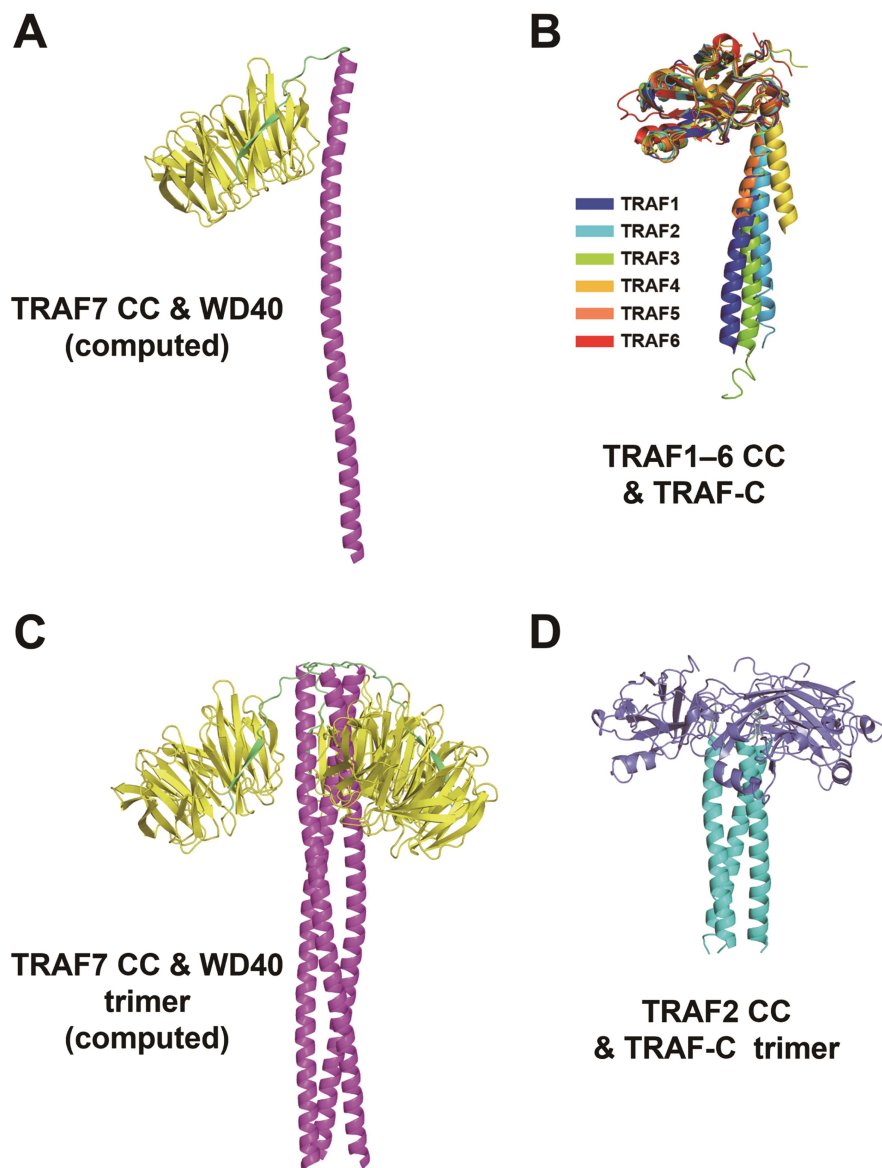 A
TRAF7 CC & WD40
(computed)
B
TRAF1
TRAF2
TRAF3
TRAF4
TRAF5
TRAF6
TRAF1–6 CC
& TRAF-C
C
TRAF7 CC & WD40
trimer
(computed)
D
TRAF2 CC
& TRAF-C trimer